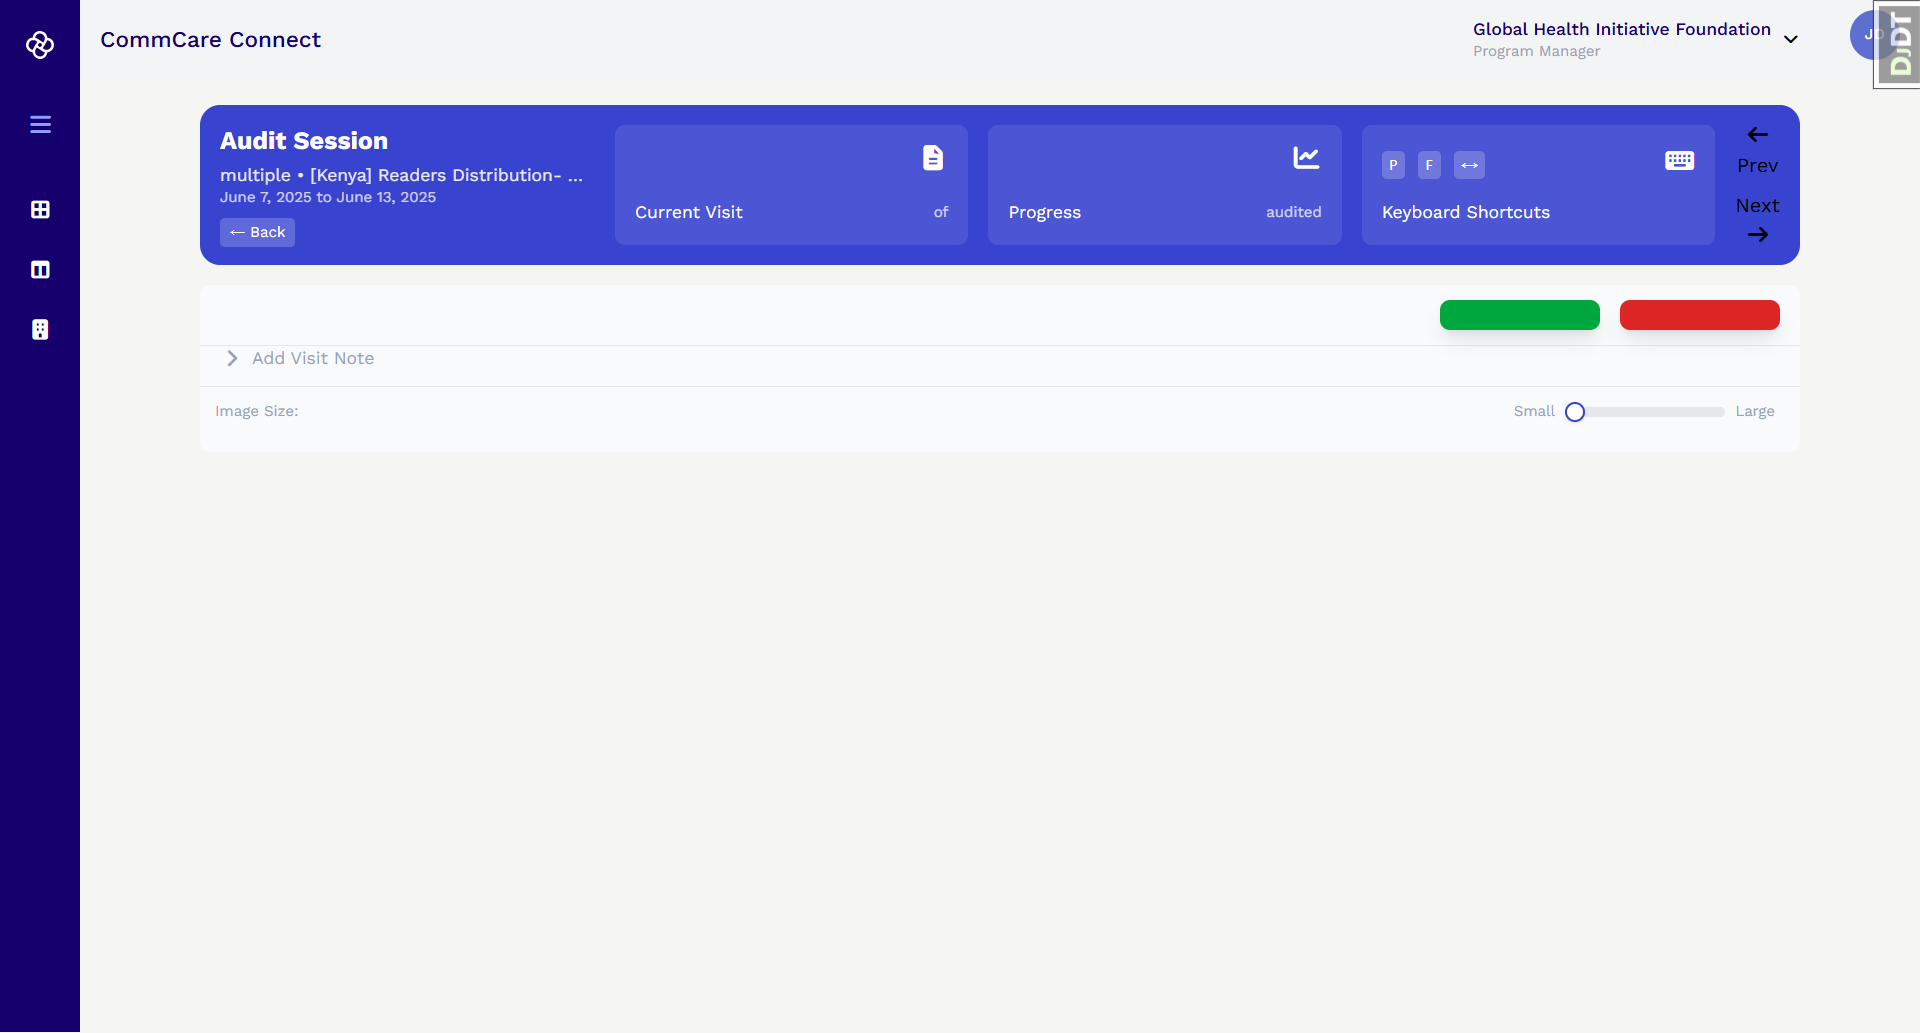 CommCare Connect
Global Health Initiative Foundation
Program Manager
JD
DjDT
Audit Session
multiple • [Kenya] Readers Distribution- ...
June 7, 2025 to June 13, 2025
← Back
Current Visit
of
Progress
audited
P
F
↔
Keyboard Shortcuts
← Prev
Next →
Add Visit Note
Image Size:
Small
Large